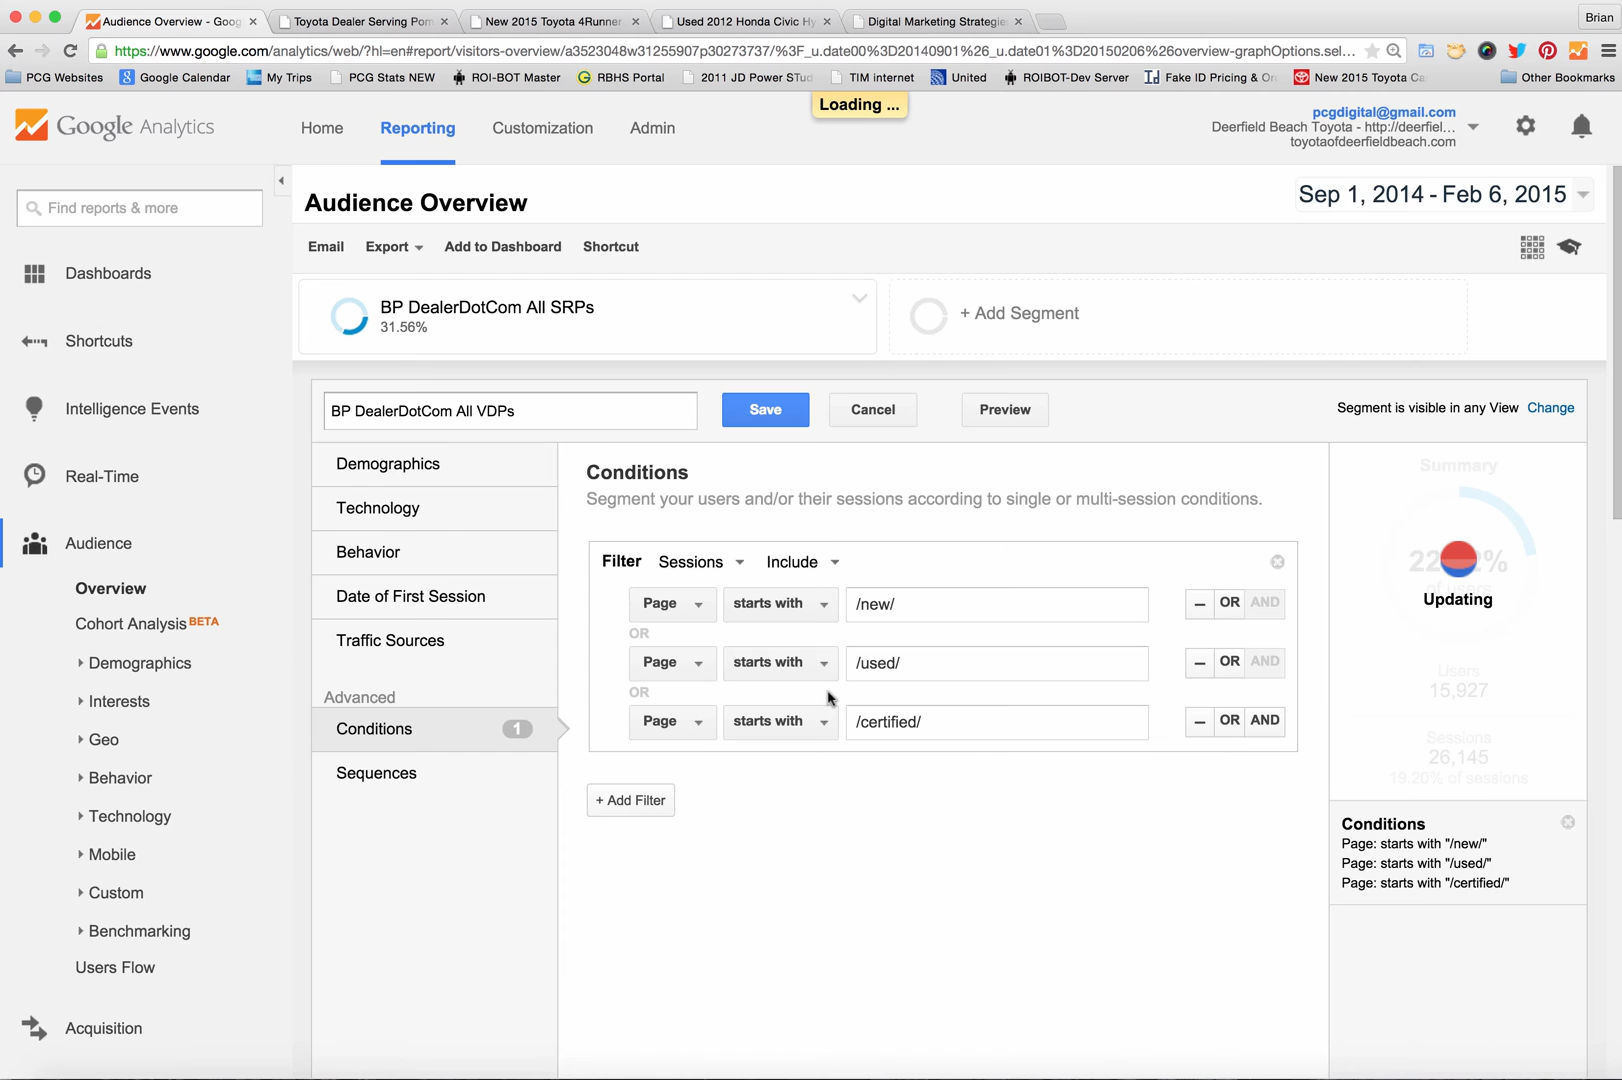 Audience Overview - Goog
Toyota Dealer Serving Pom
New 2015 Toyota 4Runner
Used 2012 Honda Civic Hy
Digital Marketing Strategie
Brian
https://www.google.com/analytics/web/?hl=en#report/visitors-overview/a3523048w31255907p30273737/%3F_u.date00%3D20140901%26_u.date01%3D20150206%26overview-graphOptions.sel...
PCG Websites
Google Calendar
My Trips
PCG Stats NEW
ROI-BOT Master
RBHS Portal
2011 JD Power STud
TIM internet
United
ROIBOT-Dev Server
Fake ID Pricing & Or
New 2015 Toyota Ca
Other Bookmarks
Loading ...
Google Analytics
Home
Reporting
Customization
Admin
pcgdigital@gmail.com
Deerfield Beach Toyota - http://deerfiel...
toyotaofdeerfieldbeach.com
Find reports & more
Audience Overview
Sep 1, 2014 - Feb 6, 2015
Email
Export
Add to Dashboard
Shortcut
Dashboards
Shortcuts
Intelligence Events
Real-Time
Audience
Overview
Cohort Analysis BETA
Demographics
Interests
Geo
Behavior
Technology
Mobile
Custom
Benchmarking
Users Flow
Acquisition
BP DealerDotCom All SRPs
31.56%
+ Add Segment
BP DealerDotCom All VDPs
Save
Cancel
Preview
Segment is visible in any View Change
Demographics
Technology
Behavior
Date of First Session
Traffic Sources
Advanced
Conditions 1
Sequences
Conditions
Segment your users and/or their sessions according to single or multi-session conditions.
Filter Sessions Include
Page starts with /new/ – OR AND
OR
Page starts with /used/ – OR AND
OR
Page starts with /certified/ – OR AND
+ Add Filter
Summary
Updating
Users
15,927
Sessions
26,145
19.20% of sessions
Conditions
Page: starts with "/new/"
Page: starts with "/used/"
Page: starts with "/certified/"